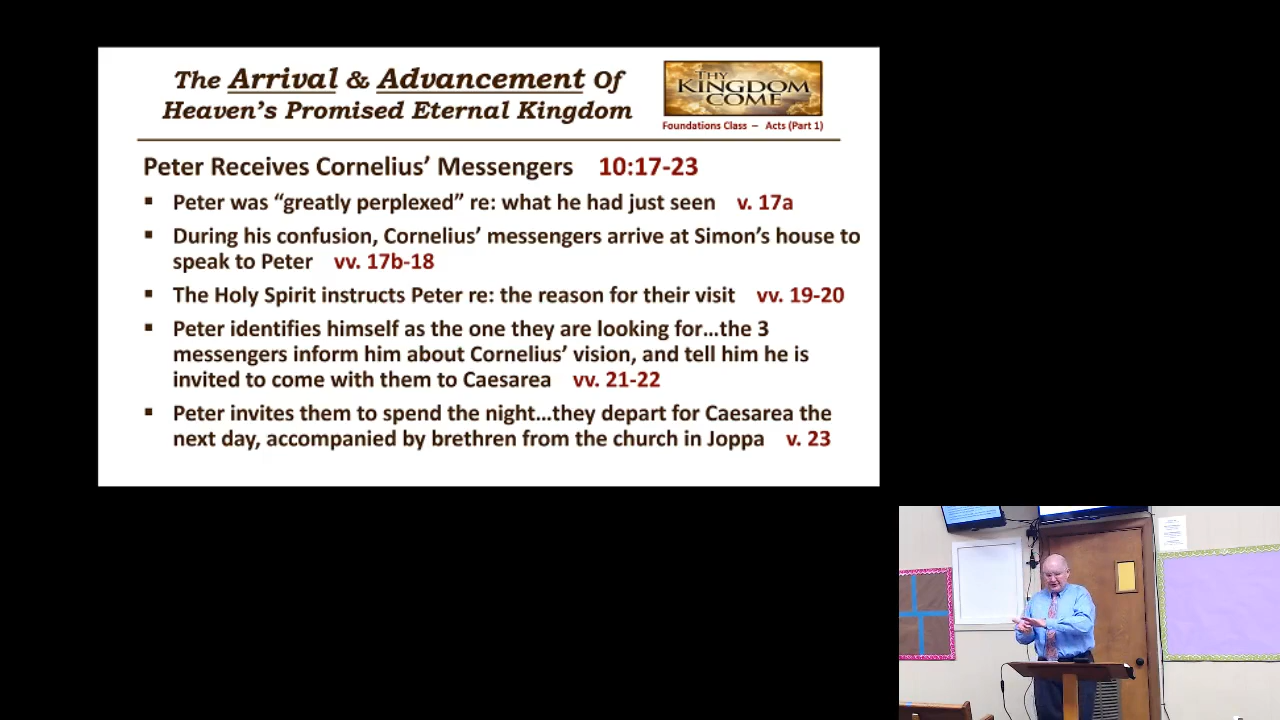 The Arrival & Advancement Of
Heaven's Promised Eternal Kingdom
THY
KINGDOM
COME
Foundations Class – Acts (Part 1)
Peter Receives Cornelius' Messengers 10:17-23
▪ Peter was “greatly perplexed” re: what he had just seen v. 17a
▪ During his confusion, Cornelius' messengers arrive at Simon's house to
speak to Peter vv. 17b-18
▪ The Holy Spirit instructs Peter re: the reason for their visit vv. 19-20
▪ Peter identifies himself as the one they are looking for…the 3
messengers inform him about Cornelius' vision, and tell him he is
invited to come with them to Caesarea vv. 21-22
▪ Peter invites them to spend the night…they depart for Caesarea the
next day, accompanied by brethren from the church in Joppa v. 23